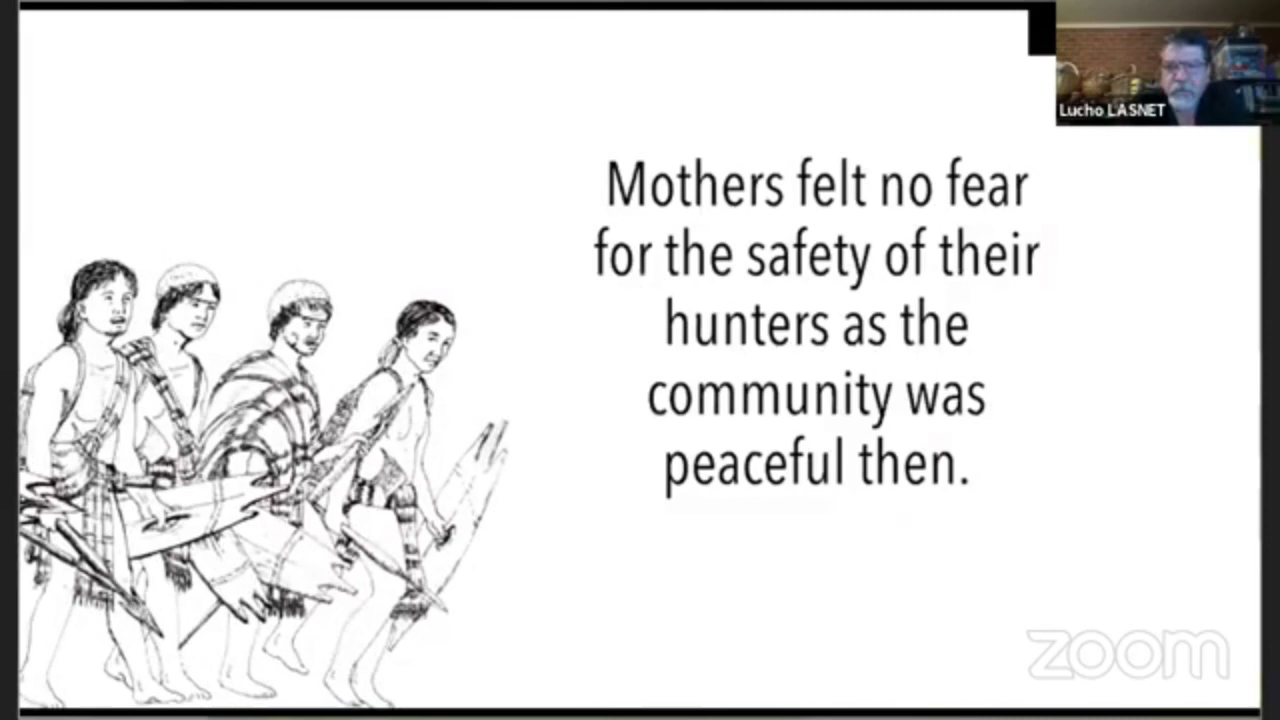 Lucho LASNET
Mothers felt no fear
for the safety of their
hunters as the
community was
peaceful then.
zoom